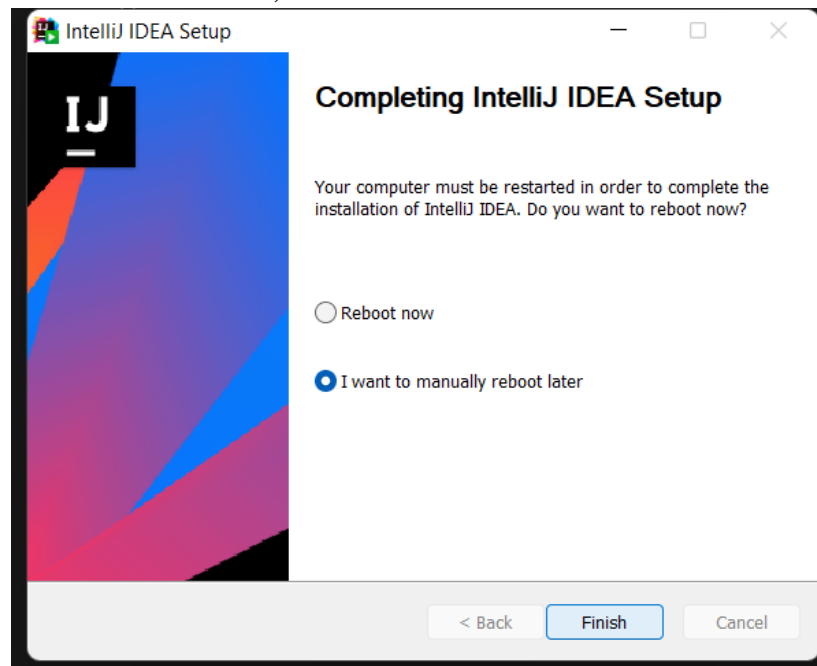 IntelliJ IDEA Setup
IJ
Completing IntelliJ IDEA Setup
Your computer must be restarted in order to complete the
installation of IntelliJ IDEA. Do you want to reboot now?
Reboot now
I want to manually reboot later
< Back
Finish
Cancel